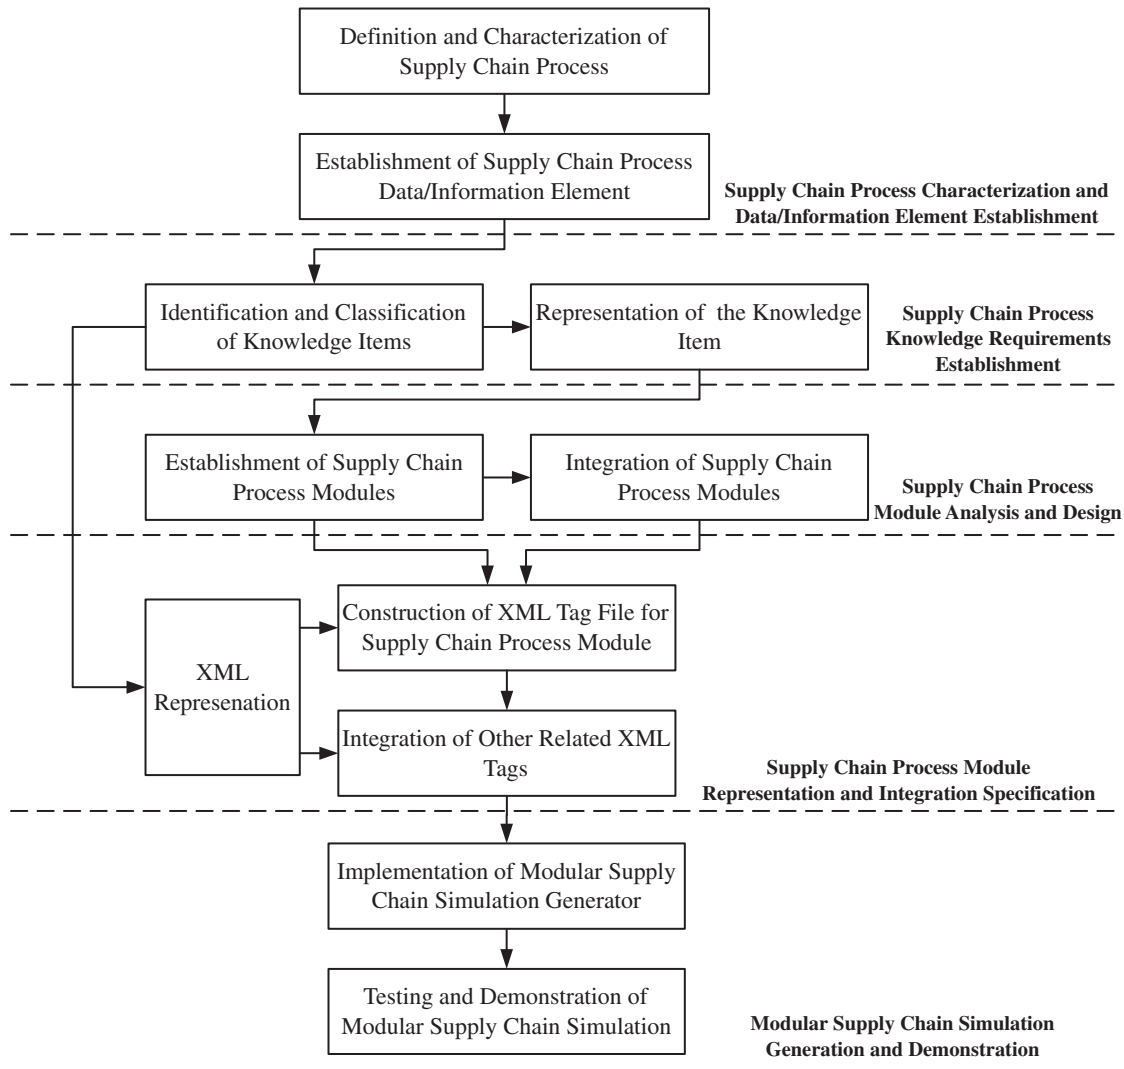 Definition and Characterization of
Supply Chain Process
Establishment of Supply Chain Process
Data/Information Element
Supply Chain Process Characterization and
Data/Information Element Establishment
Identification and Classification
of Knowledge Items
Representation of the Knowledge
Item
Supply Chain Process
Knowledge Requirements
Establishment
Establishment of Supply Chain
Process Modules
Integration of Supply Chain
Process Modules
Supply Chain Process
Module Analysis and Design
Construction of XML Tag File for
Supply Chain Process Module
XML
Represenation
Integration of Other Related XML
Tags
Supply Chain Process Module
Representation and Integration Specification
Implementation of Modular Supply
Chain Simulation Generator
Testing and Demonstration of
Modular Supply Chain Simulation
Modular Supply Chain Simulation
Generation and Demonstration